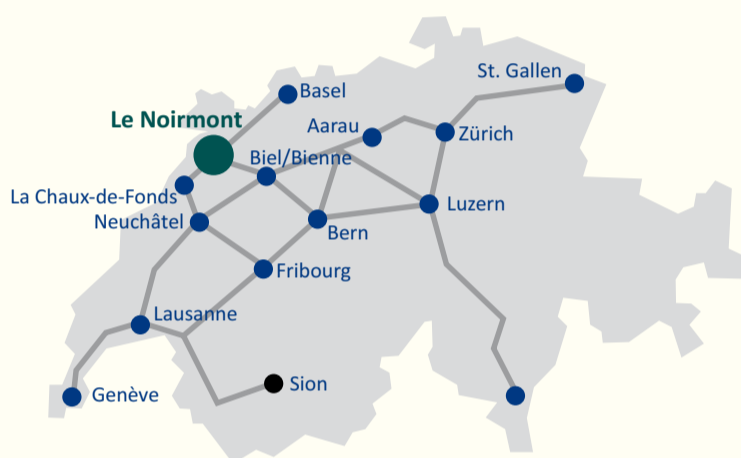 St. Gallen
Basel
Le Noirmont
Aarau
Zürich
Biel/Bienne
La Chaux-de-Fonds
Luzern
Neuchâtel
Bern
Fribourg
Lausanne
Sion
Genève